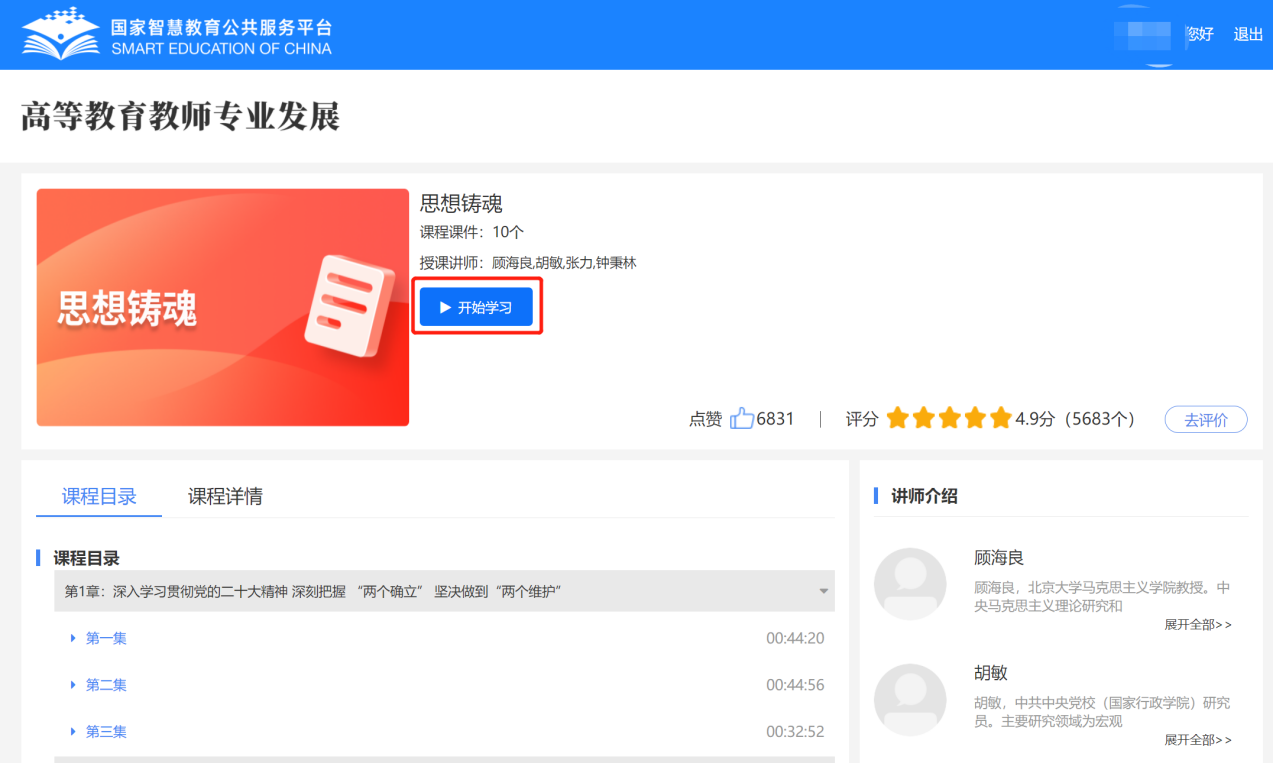 国家智慧教育公共服务平台
SMART EDUCATION OF CHINA
您好 退出
高等教育教师专业发展
思想铸魂
思想铸魂
课程课件：10个
授课讲师：顾海良,胡敏,张力,钟秉林
开始学习
点赞 6831 | 评分 4.9分（5683个） 去评价
课程目录 课程详情
课程目录
第1章：深入学习贯彻党的二十大精神 深刻把握 “两个确立” 坚决做到“两个维护”
第一集 00:44:20
第二集 00:44:56
第三集 00:32:52
讲师介绍
顾海良
顾海良，北京大学马克思主义学院教授。中
央马克思主义理论研究和
展开全部>>
胡敏
胡敏，中共中央党校（国家行政学院）研究
员。主要研究领域为宏观
展开全部>>